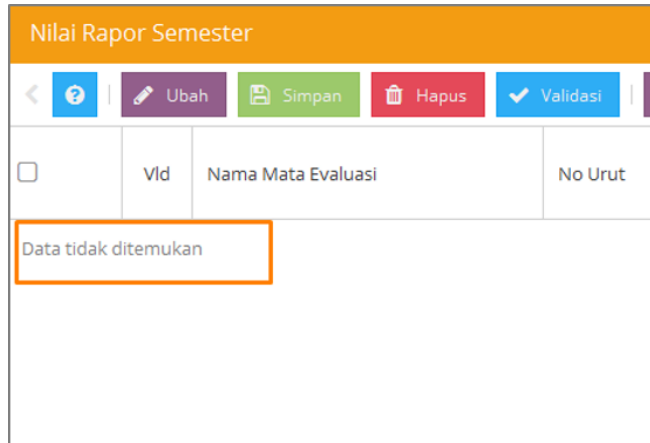 Nilai Rapor Semester
Ubah Simpan Hapus Validasi
Vld Nama Mata Evaluasi No Urut
Data tidak ditemukan